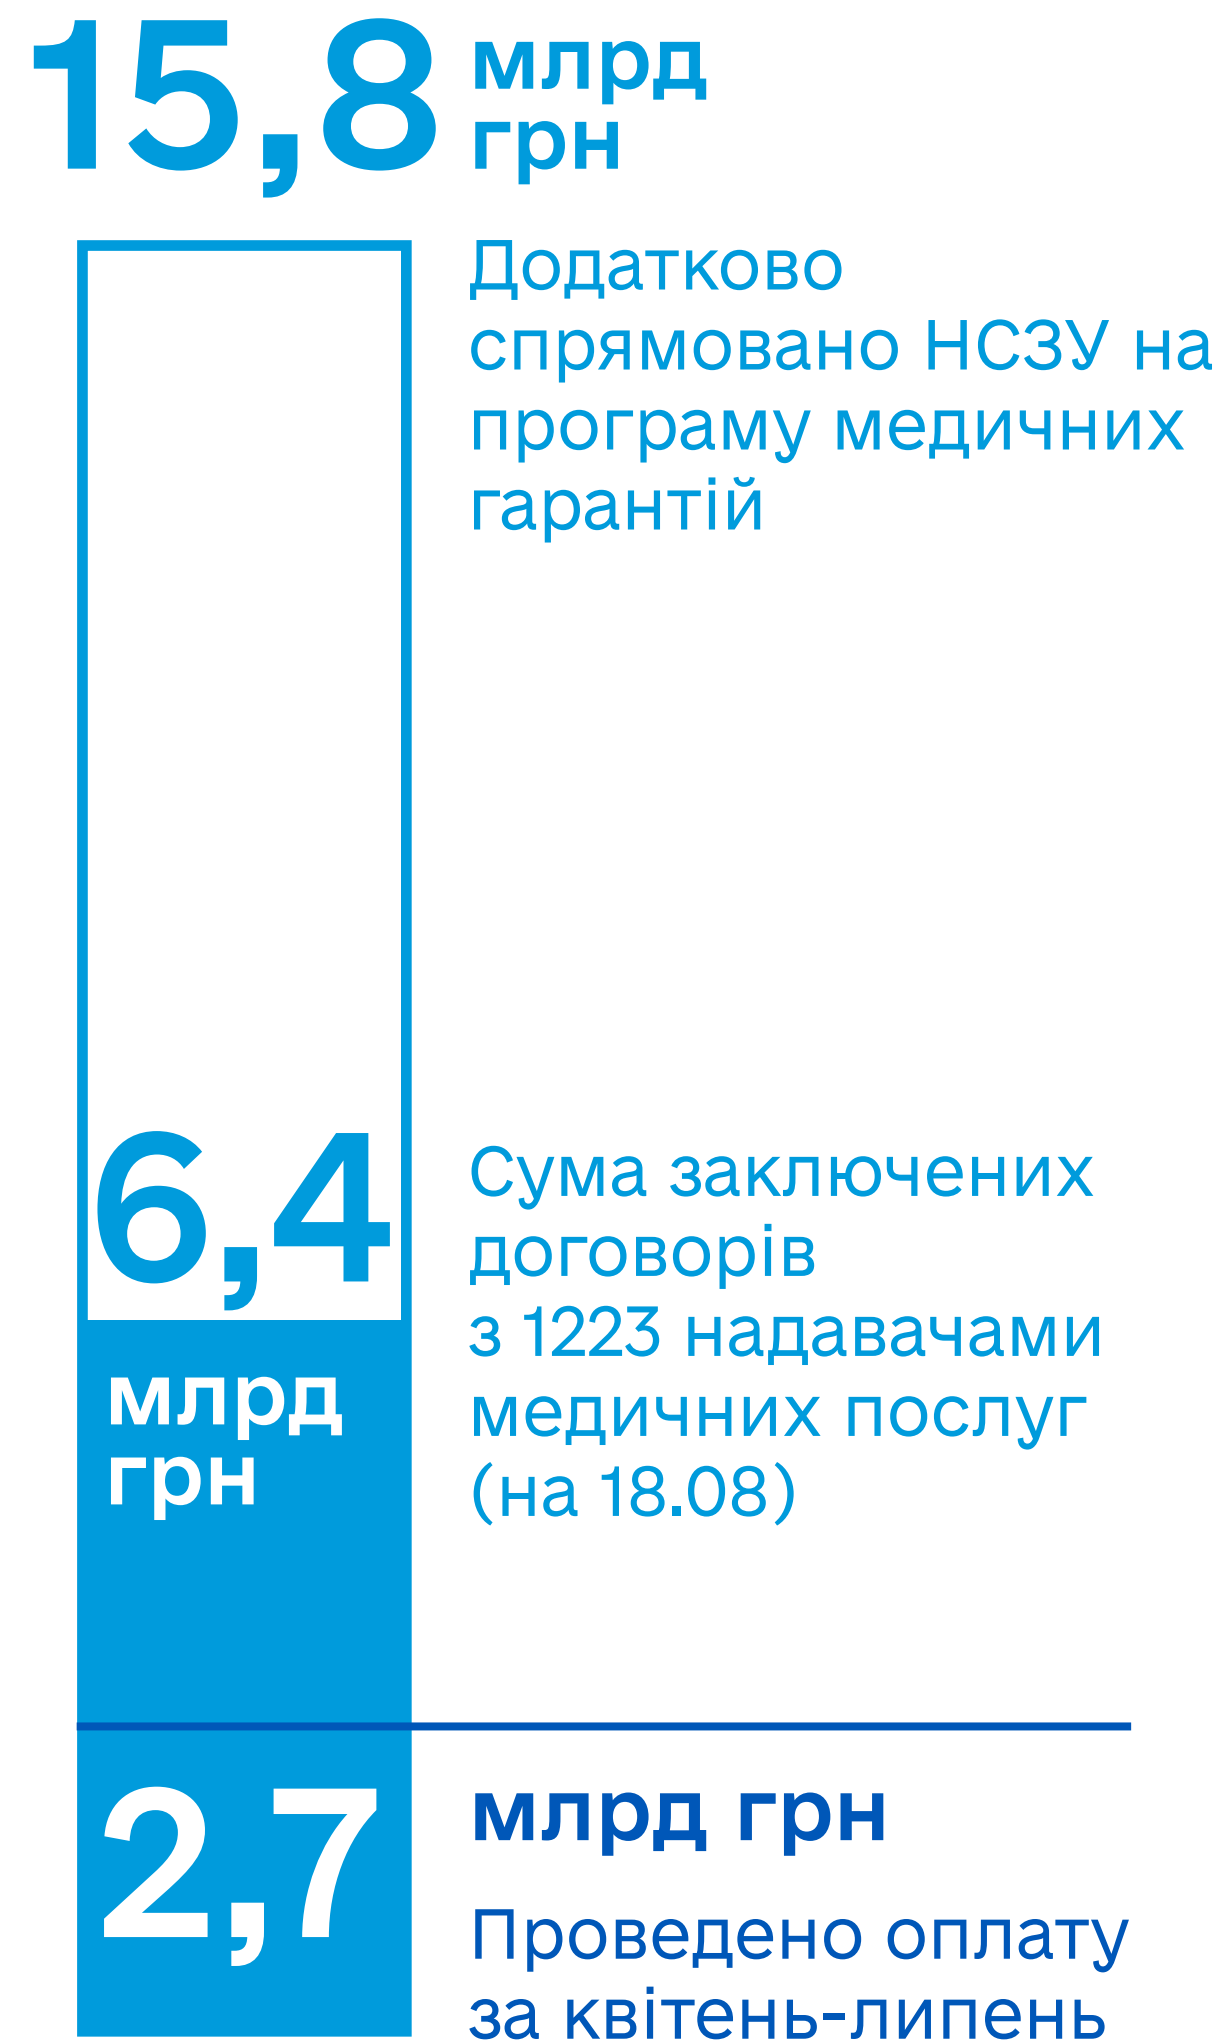 15,8 млрд
грн
Додатково
спрямовано НСЗУ на
програму медичних
гарантій
6,4
млрд
грн
Сума заключених
договорів
з 1223 надавачами
медичних послуг
(на 18.08)
2,7 млрд грн
Проведено оплату
за квітень-липень